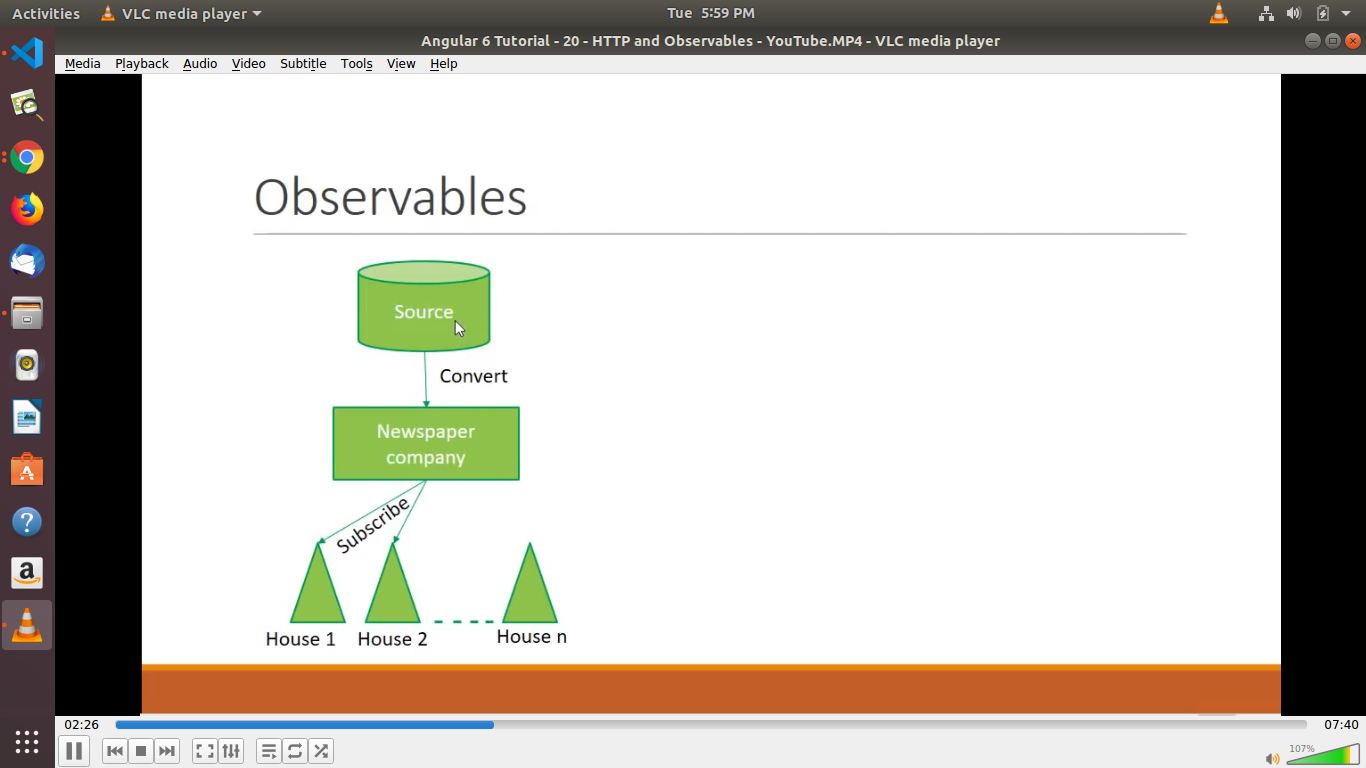 Activities VLC media player Tue 5:59 PM
Angular 6 Tutorial - 20 - HTTP and Observables - YouTube.MP4 - VLC media player
Media Playback Audio Video Subtitle Tools View Help
Observables
Source
Convert
Newspaper
company
Subscribe
House 1 House 2 House n
02:26 07:40
107%